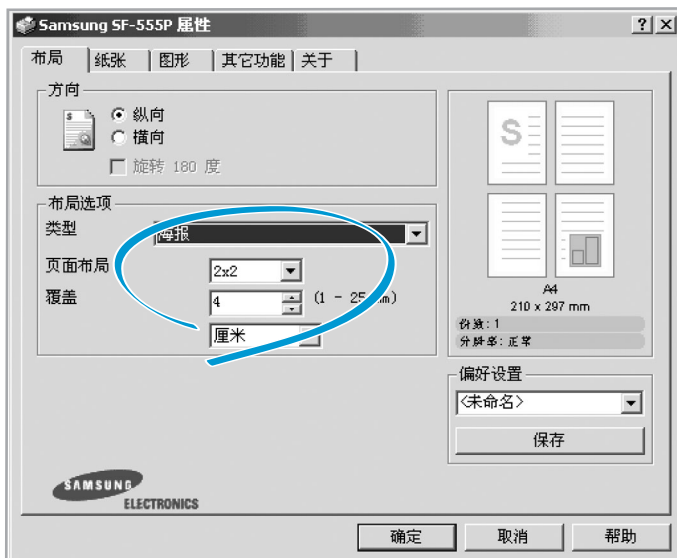 Samsung SF-555P 属性
布局 纸张 图形 其它功能 关于
方向
纵向
横向
旋转 180 度
布局选项
类型 海报
页面布局 2x2
覆盖 4 (1 - 25 mm)
厘米
S
A4
210 x 297 mm
份数:1
分辨率:正常
偏好设置
<未命名>
保存
SAMSUNG
ELECTRONICS
确定 取消 帮助